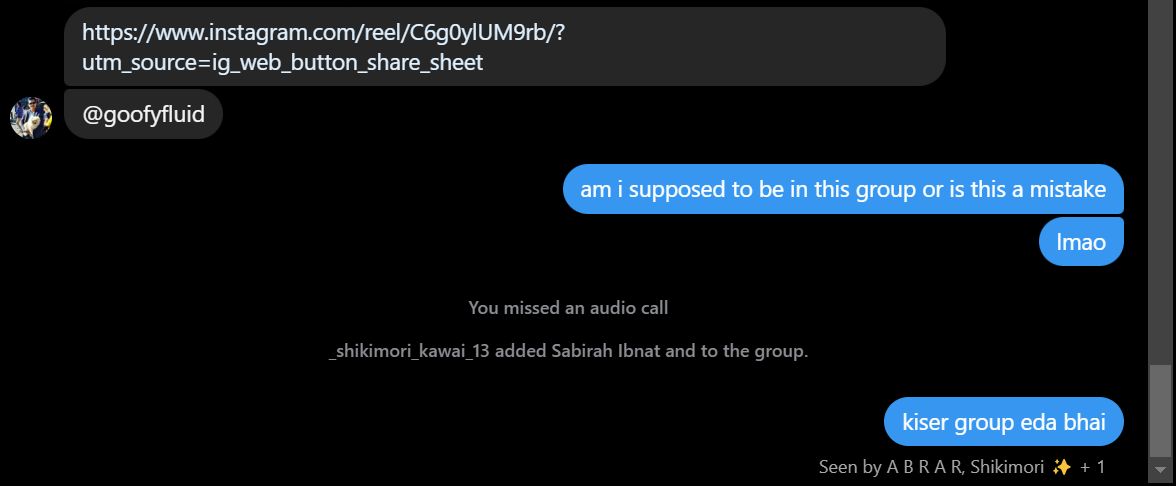 https://www.instagram.com/reel/C6g0ylUM9rb/?
utm_source=ig_web_button_share_sheet
@goofyfluid
am i supposed to be in this group or is this a mistake
lmao
You missed an audio call
_shikimori_kawai_13 added Sabirah Ibnat and to the group.
kiser group eda bhai
Seen by A B R A R, Shikimori ✨ + 1